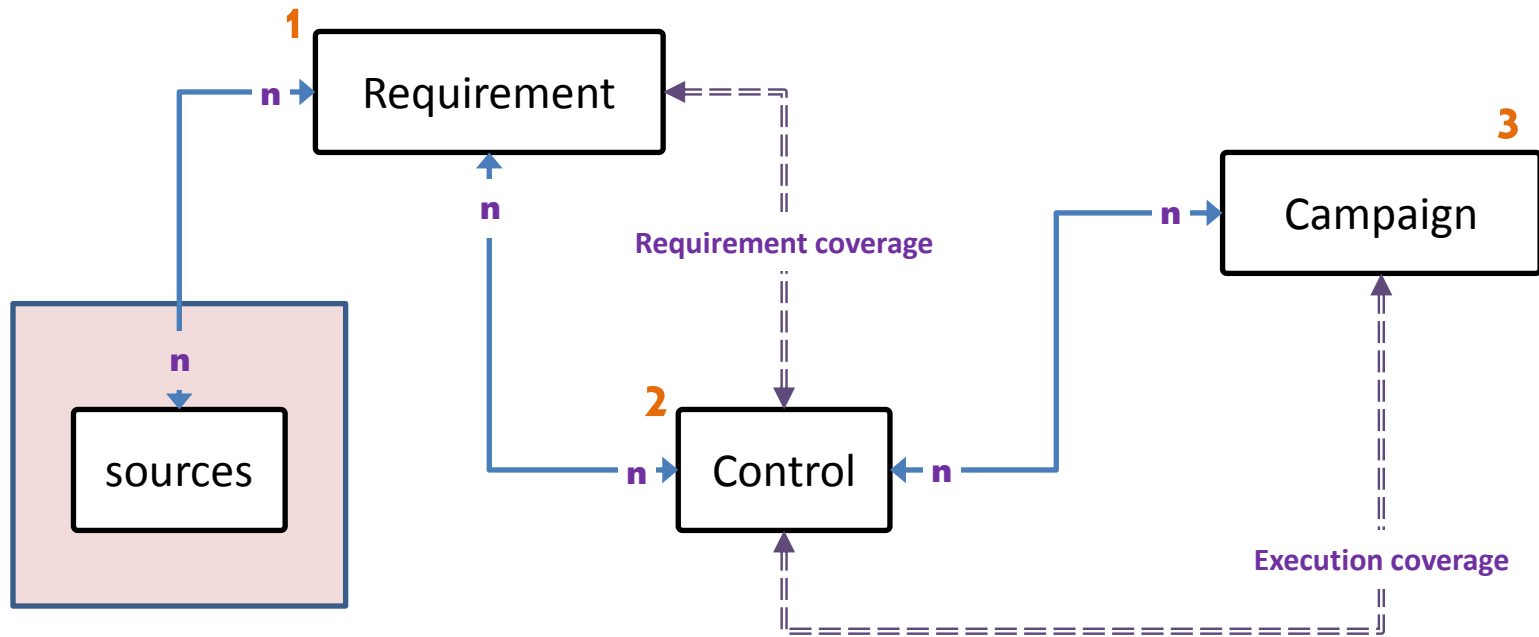 1
Requirement
n
3
n
Campaign
n
Requirement coverage
n
2
sources
n
Control
n
Execution coverage